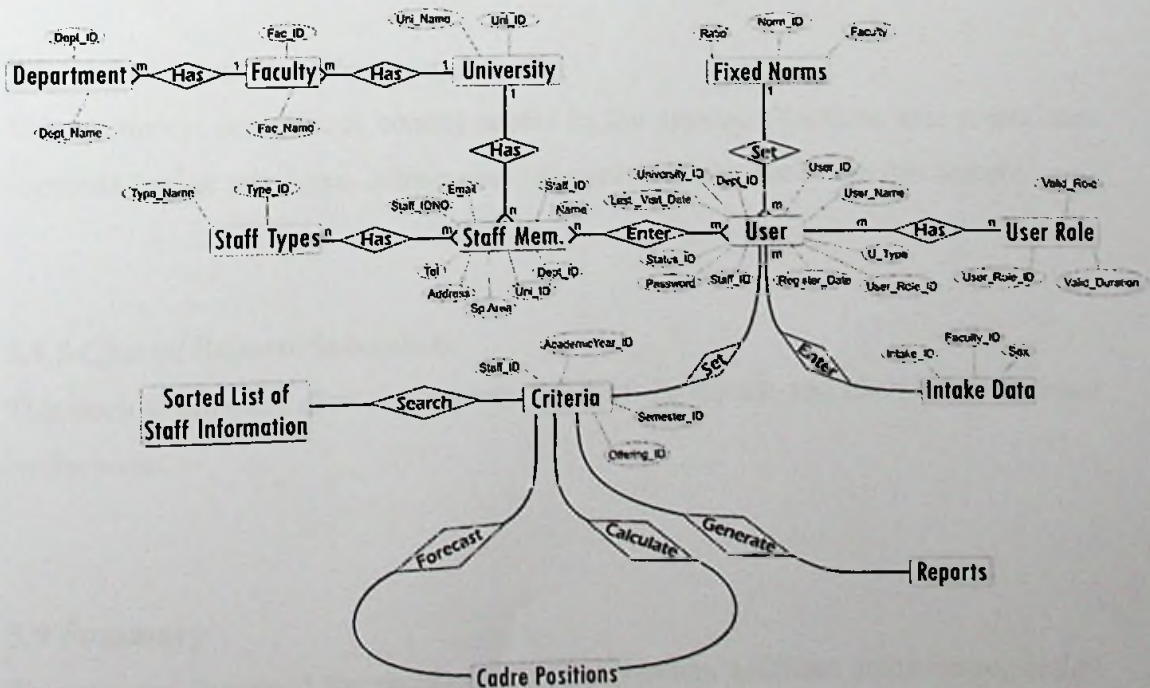 Uni_Name
Uni_ID
Norm_ID
Dept_ID
Fac_ID
Ratio
Faculty
Department
m
Has
1
Faculty
m
Has
1
University
Fixed Norms
1
1
Dept_Name
Fac_Name
Has
Set
Type_Name
Type_ID
Email
Staff_ID
University_ID
Dept_ID
User_ID
Staff_IDNO
Name
Last_Visit_Date
User_Name
Valid_Role
n
m
Staff Types
n
Has
n
Staff Mem.
n
Enter
m
User
m
Has
n
User Role
Tel
Dept_ID
Status_ID
m
U_Type
Address
Uni_ID
Password
Staff_ID
Register_Date
User_Role_ID
User_Role_ID
Valid_Duration
Sp.Area
AcademicYear_ID
Faculty_ID
Staff_ID
Set
Enter
Intake_ID
Sex
Sorted List of
Staff Information
Search
Criteria
Intake Data
Semester_ID
Offering_ID
Forecast
Calculate
Generate
Reports
Cadre Positions